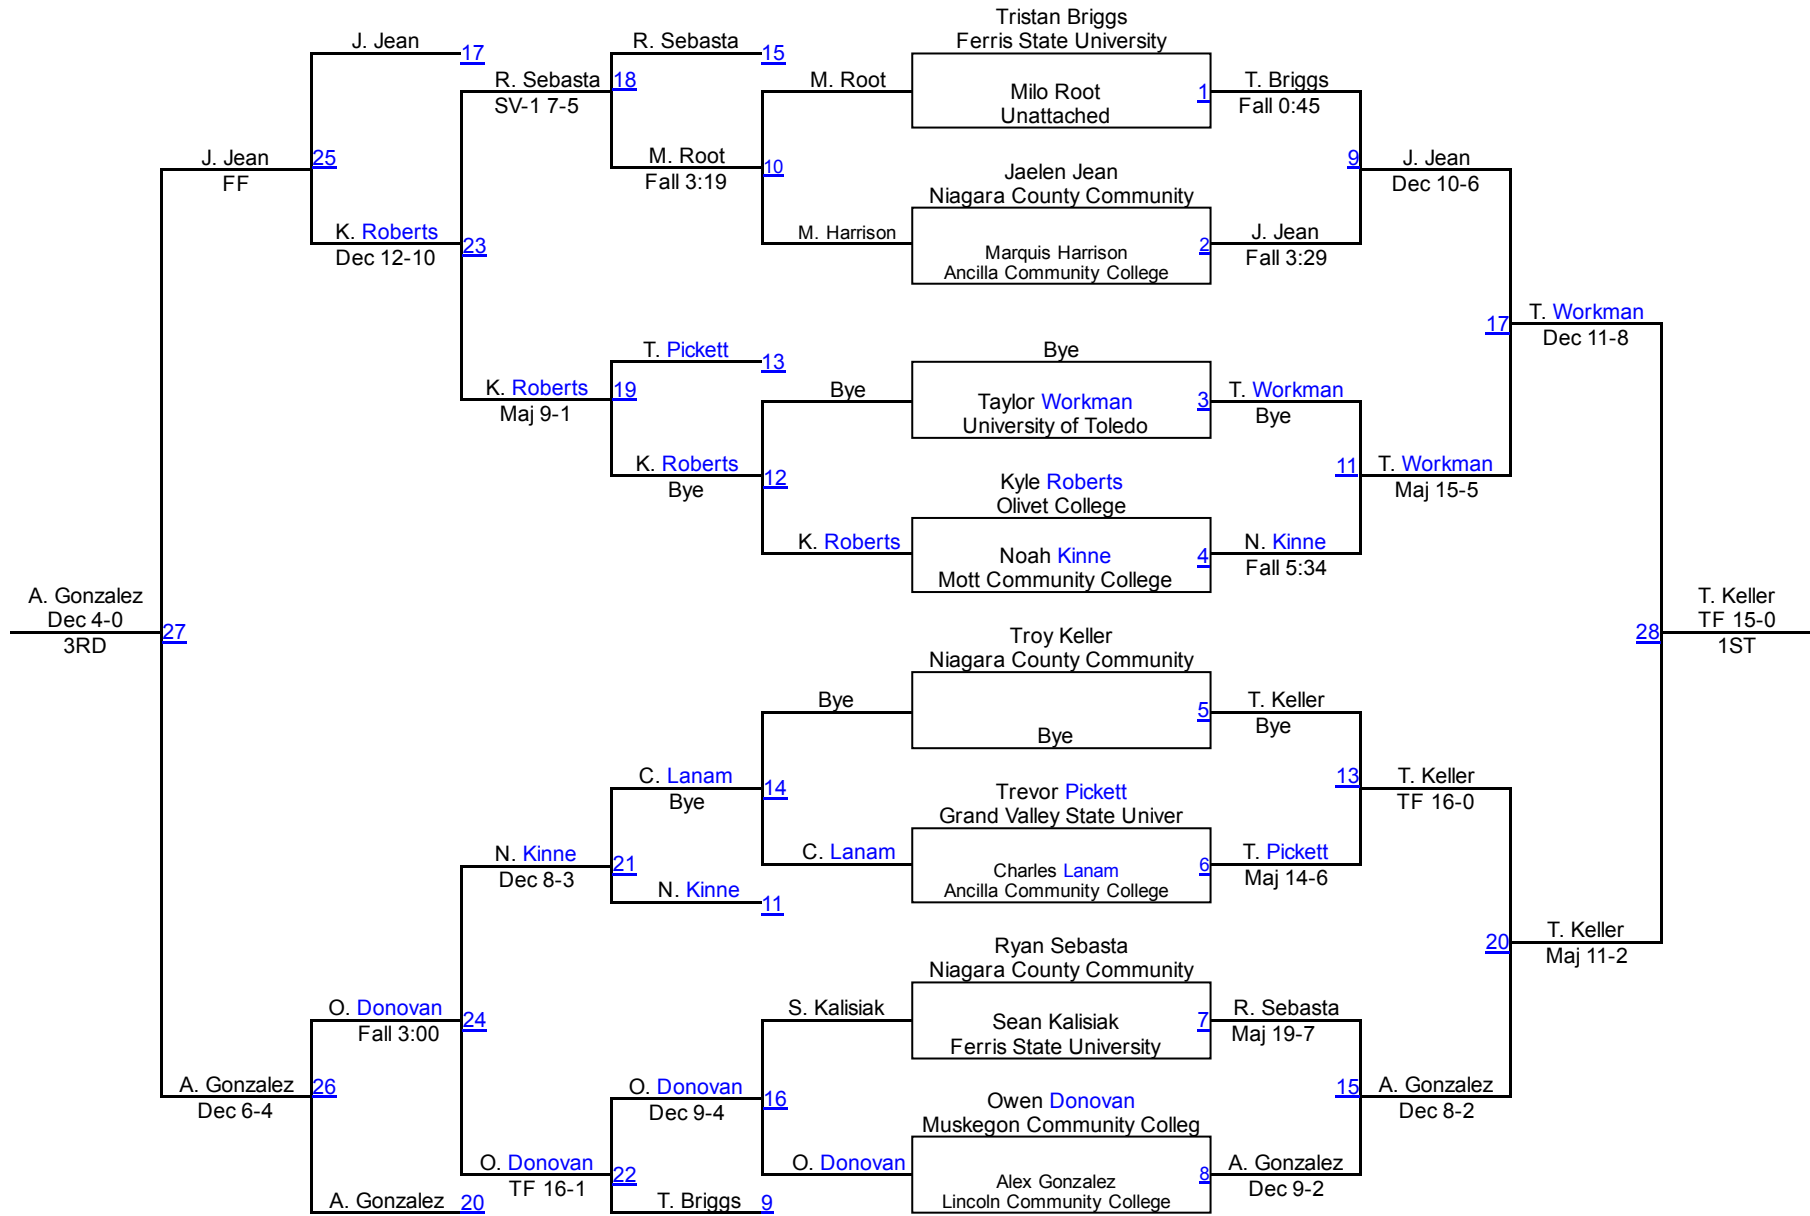 Tristan Briggs
Ferris State University
J. Jean
17
R. Sebasta
15
R. Sebasta
18
SV-1 7-5
M. Root
Milo Root
Unattached
1
T. Briggs
Fall 0:45
J. Jean
FF
25
M. Root
Fall 3:19
10
Jaelen Jean
Niagara County Community
9
J. Jean
Dec 10-6
K. Roberts
Dec 12-10
23
M. Harrison
Marquis Harrison
Ancilla Community College
2
J. Jean
Fall 3:29
17
T. Workman
Dec 11-8
T. Pickett
13
Bye
K. Roberts
Maj 9-1
19
Bye
Taylor Workman
University of Toledo
3
T. Workman
Bye
K. Roberts
Bye
12
Kyle Roberts
Olivet College
11
T. Workman
Maj 15-5
K. Roberts
Noah Kinne
Mott Community College
4
N. Kinne
Fall 5:34
A. Gonzalez
Dec 4-0
3RD
27
Troy Keller
Niagara County Community
28
T. Keller
TF 15-0
1ST
Bye
Bye
5
T. Keller
Bye
C. Lanam
Bye
14
Trevor Pickett
Grand Valley State Univer
13
T. Keller
TF 16-0
N. Kinne
Dec 8-3
21
C. Lanam
Charles Lanam
Ancilla Community College
6
T. Pickett
Maj 14-6
N. Kinne
11
Ryan Sebasta
Niagara County Community
20
T. Keller
Maj 11-2
O. Donovan
Fall 3:00
24
S. Kalisiak
Sean Kalisiak
Ferris State University
7
R. Sebasta
Maj 19-7
A. Gonzalez
Dec 6-4
26
O. Donovan
Dec 9-4
16
Owen Donovan
Muskegon Community Colleg
15
A. Gonzalez
Dec 8-2
O. Donovan
TF 16-1
22
O. Donovan
Alex Gonzalez
Lincoln Community College
8
A. Gonzalez
Dec 9-2
A. Gonzalez
20
T. Briggs
9